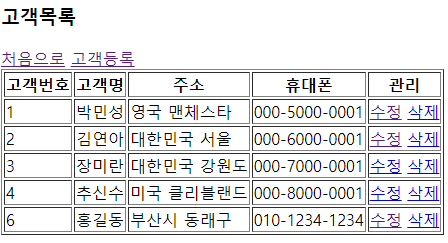 고객목록
처음으로 고객등록
고객번호 고객명 주소 휴대폰 관리
1 박민성 영국 맨체스타 000-5000-0001 수정 삭제
2 김연아 대한민국 서울 000-6000-0001 수정 삭제
3 장미란 대한민국 강원도 000-7000-0001 수정 삭제
4 추신수 미국 클리블랜드 000-8000-0001 수정 삭제
6 홍길동 부산시 동래구 010-1234-1234 수정 삭제